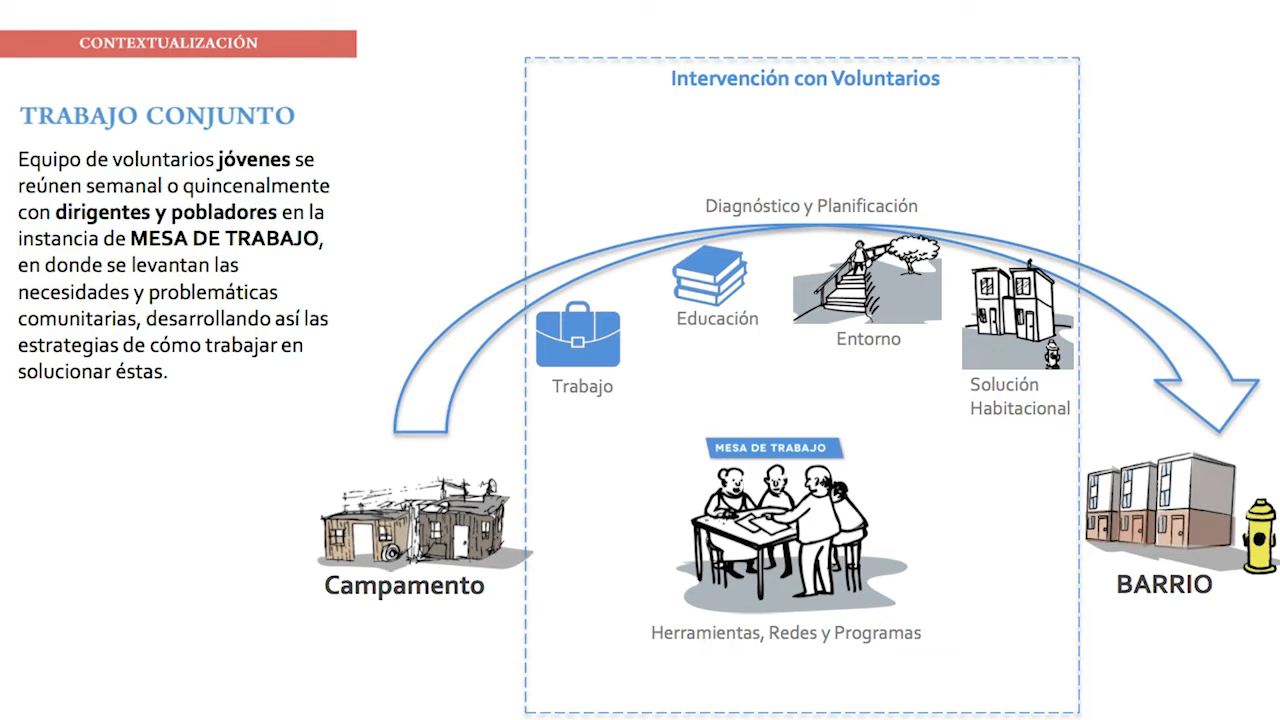 CONTEXTUALIZACIÓN
TRABAJO CONJUNTO
Equipo de voluntarios jóvenes se
reúnen semanal o quincenalmente
con dirigentes y pobladores en la
instancia de MESA DE TRABAJO,
en donde se levantan las
necesidades y problemáticas
comunitarias, desarrollando así las
estrategias de cómo trabajar en
solucionar éstas.
Intervención con Voluntarios
Diagnóstico y Planificación
Trabajo
Educación
Entorno
Solución
Habitacional
MESA DE TRABAJO
Herramientas, Redes y Programas
Campamento
BARRIO